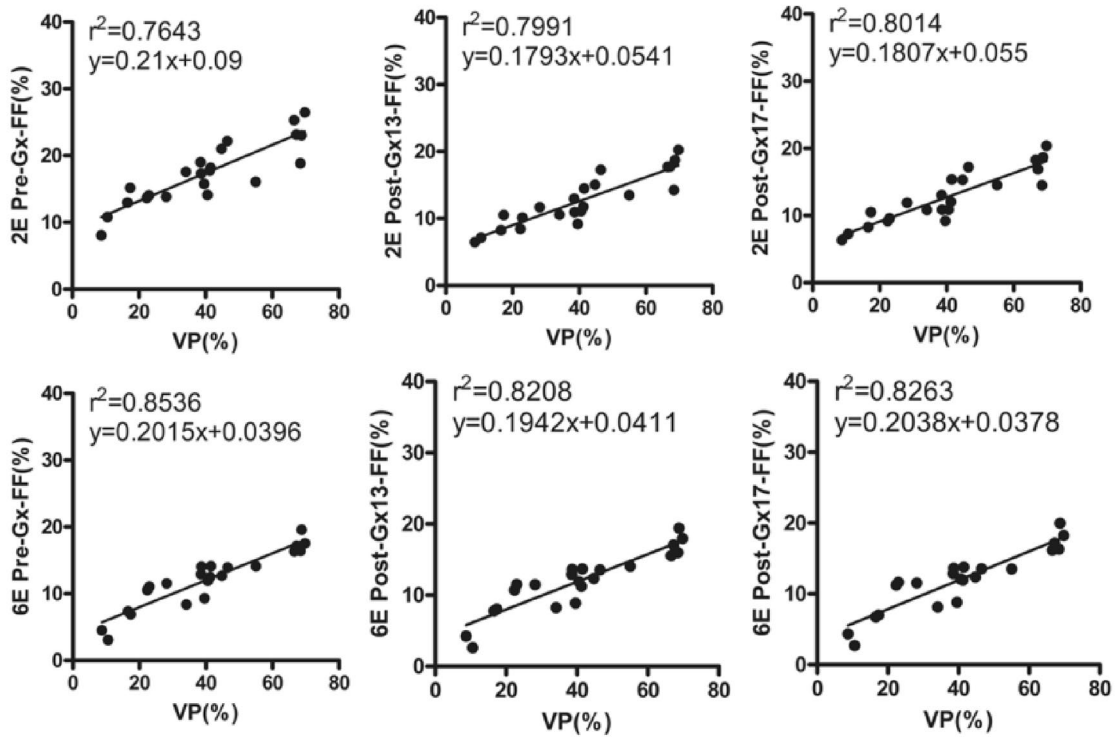 r²=0.7643
y=0.21x+0.09
2E Pre-Gx-FF(%)
40
30
20
10
0
0 20 40 60 80
VP(%)
r²=0.7991
y=0.1793x+0.0541
2E Post-Gx13-FF(%)
40
30
20
10
0
0 20 40 60 80
VP(%)
r²=0.8014
y=0.1807x+0.055
2E Post-Gx17-FF(%)
40
30
20
10
0
0 20 40 60 80
VP(%)
r²=0.8536
y=0.2015x+0.0396
6E Pre-Gx-FF(%)
40
30
20
10
0
0 20 40 60 80
VP(%)
r²=0.8208
y=0.1942x+0.0411
6E Post-Gx13-FF(%)
40
30
20
10
0
0 20 40 60 80
VP(%)
r²=0.8263
y=0.2038x+0.0378
6E Post-Gx17-FF(%)
40
30
20
10
0
0 20 40 60 80
VP(%)